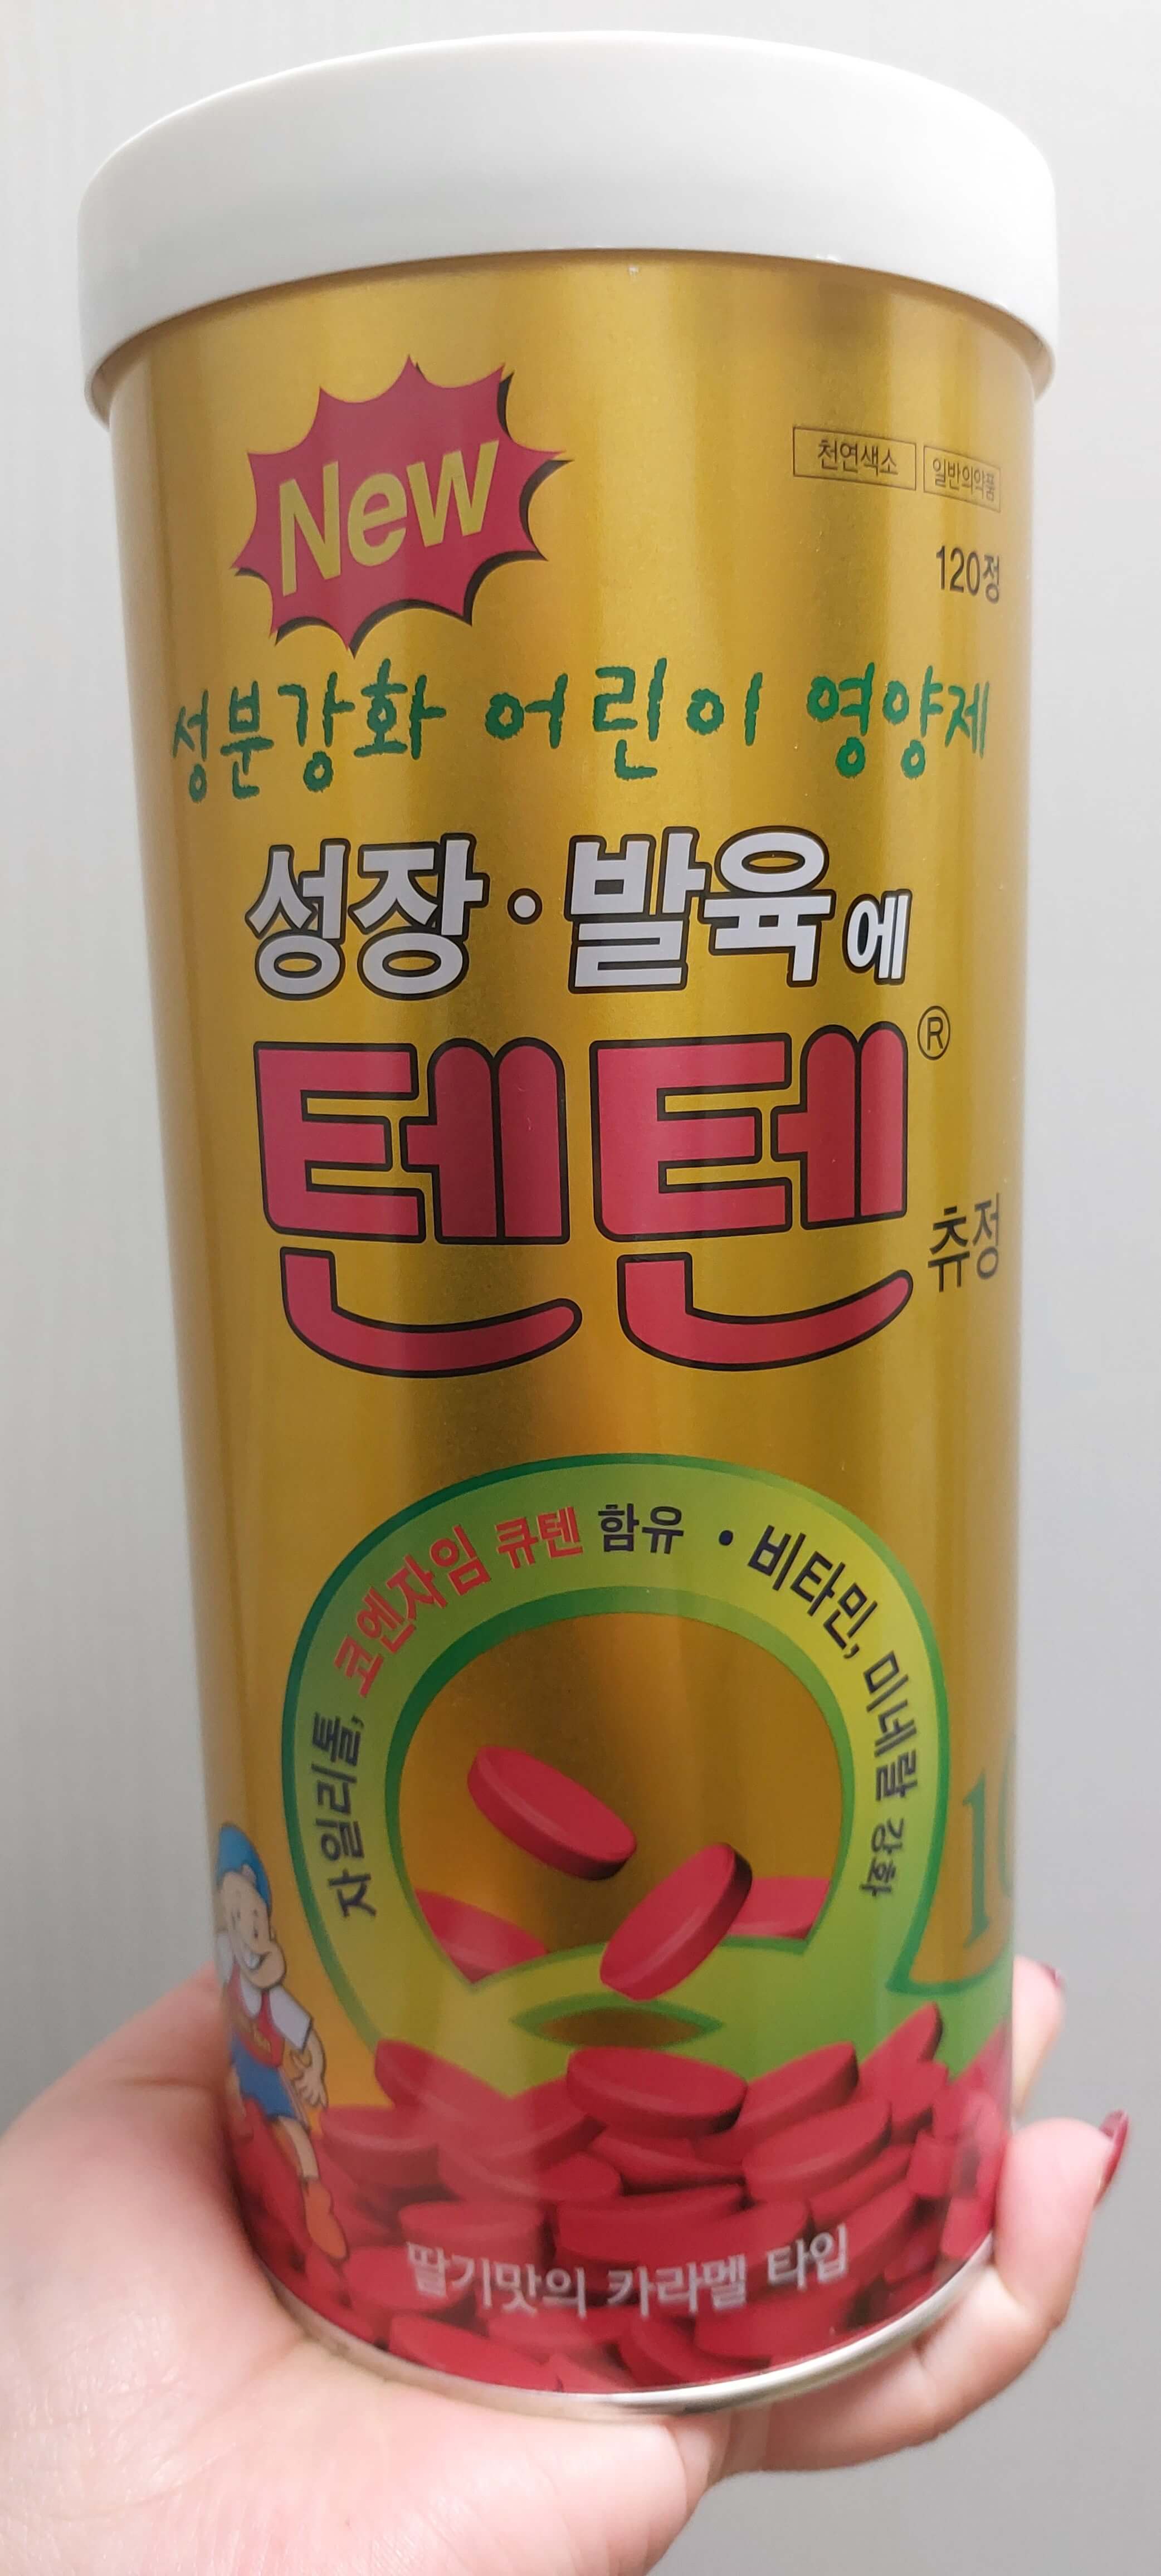 New
천연색소 일반의약품
120정
성분강화 어린이 영양제
성장·발육에
텐텐®
츄정
자일리톨, 코엔자임 큐텐 함유 • 비타민, 미네랄 강화
딸기맛의 카라멜 타입